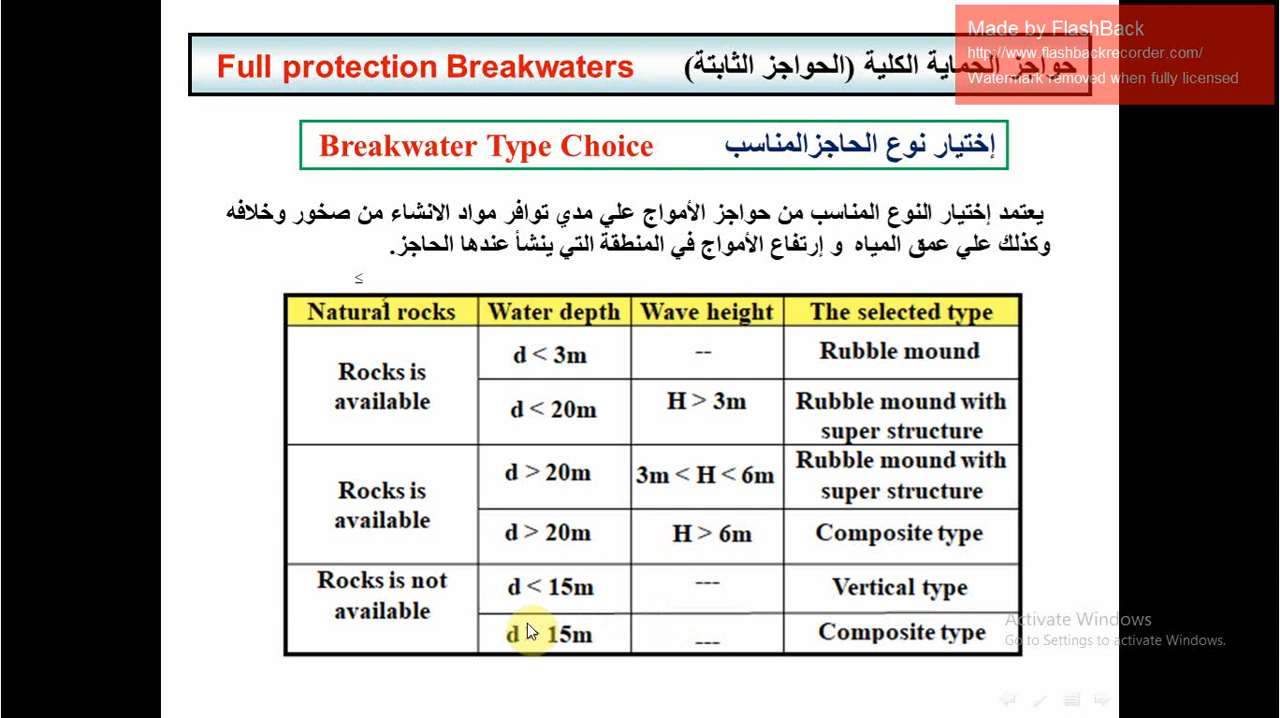 Made by FlashBack
http://www.flashbackrecorder.com/
Watermark removed when fully licensed
Full protection Breakwaters حواجز الحماية الكلية (الحواجز الثابتة)
Breakwater Type Choice إختيار نوع الحاجزالمناسب
يعتمد إختيار النوع المناسب من حواجز الأمواج علي مدي توافر مواد الانشاء من صخور وخلافه
وكذلك علي عمق المياه و إرتفاع الأمواج في المنطقة التي ينشأ عندها الحاجز.
≤
Natural rocks Water depth Wave height The selected type
Rocks is
available
d < 3m -- Rubble mound
d < 20m H > 3m Rubble mound with
super structure
Rocks is
available
d > 20m 3m < H < 6m Rubble mound with
super structure
d > 20m H > 6m Composite type
Rocks is not
available
d < 15m --- Vertical type
d 15m --- Composite type
Activate Windows
Go to Settings to activate Windows.